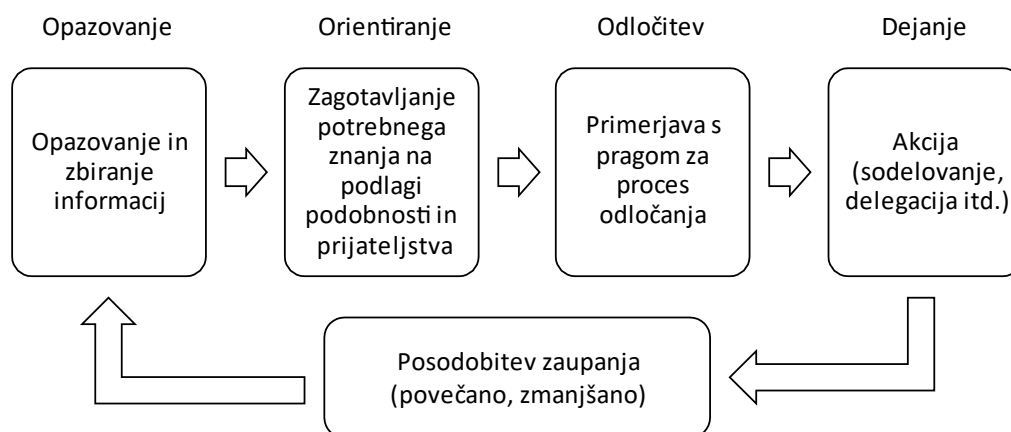 Opazovanje
Orientiranje
Odločitev
Dejanje
Opazovanje in
zbiranje
informacij
Zagotavljanje
potrebnega
znanja na
podlagi
podobnosti in
prijateljstva
Primerjava s
pragom za
proces
odločanja
Akcija
(sodelovanje,
delegacija itd.)
Posodobitev zaupanja
(povečano, zmanjšano)